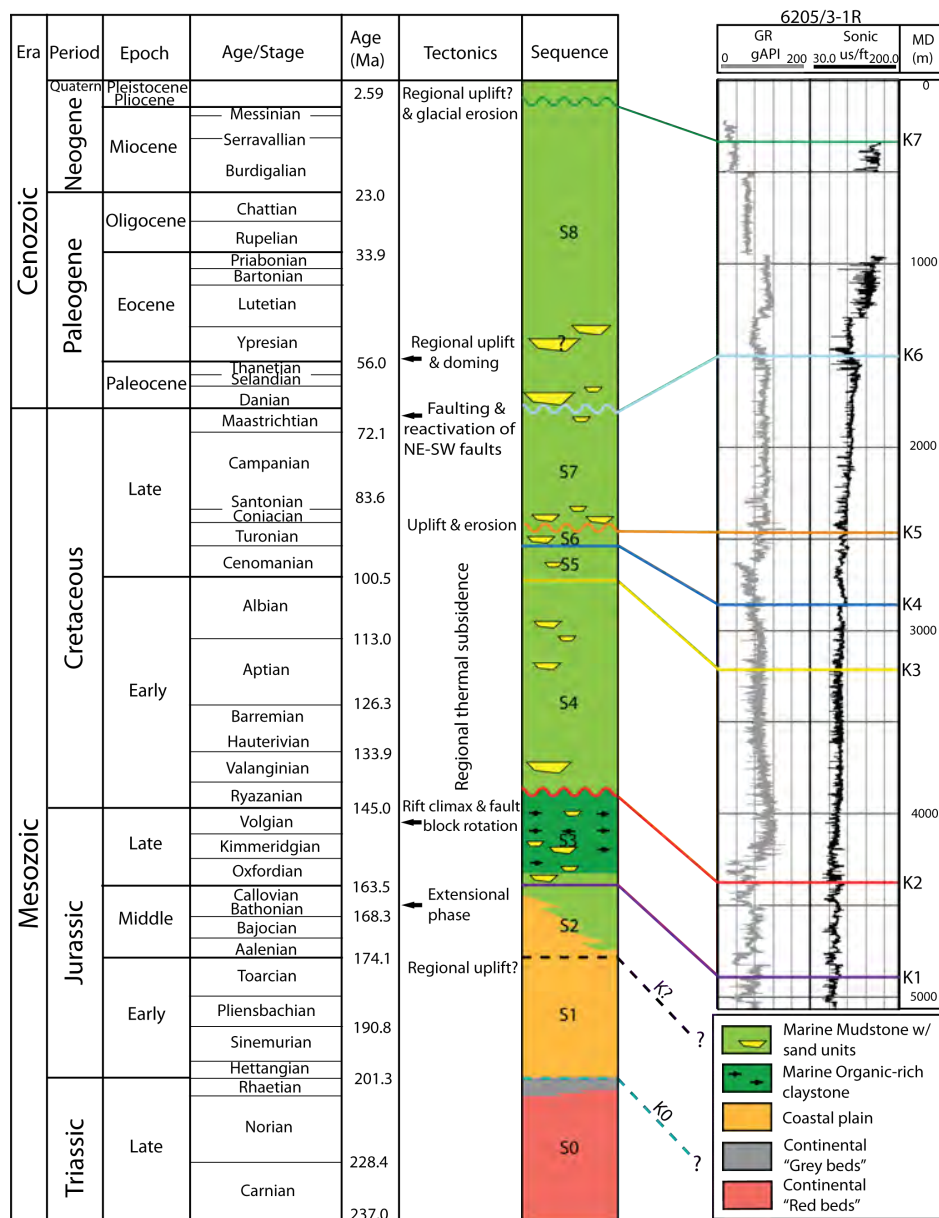 6205/3-1R
Era
Period
Epoch
Age/Stage
Age
(Ma)
Tectonics
Sequence
GR
gAPI
0
200
Sonic
us/ft
30.0
200.0
MD
(m)
Cenozoic
Mesozoic
Quatern
Neogene
Paleogene
Cretaceous
Jurassic
Triassic
Pleistocene
Pliocene
Miocene
Oligocene
Eocene
Paleocene
Late
Early
Late
Middle
Early
Late
Messinian
Serravallian
Burdigalian
Chattian
Rupelian
Priabonian
Bartonian
Lutetian
Ypresian
Thanetian
Selandian
Danian
Maastrichtian
Campanian
Santonian
Coniacian
Turonian
Cenomanian
Albian
Aptian
Barremian
Hauterivian
Valanginian
Ryazanian
Volgian
Kimmeridgian
Oxfordian
Callovian
Bathonian
Bajocian
Aalenian
Toarcian
Pliensbachian
Sinemurian
Hettangian
Rhaetian
Norian
Carnian
2.59
23.0
33.9
56.0
72.1
83.6
100.5
113.0
126.3
133.9
145.0
163.5
168.3
174.1
190.8
201.3
228.4
237.0
Regional uplift?
& glacial erosion
Regional uplift
& doming
Faulting &
reactivation of
NE-SW faults
Uplift & erosion
Regional thermal subsidence
Rift climax & fault
block rotation
Extensional
phase
Regional uplift?
S8
?
S7
S6
S5
S4
S3
S2
S1
S0
K?
?
K0
?
0
K7
1000
K6
2000
K5
K4
3000
K3
4000
K2
K1
5000
Marine Mudstone w/
sand units
Marine Organic-rich
claystone
Coastal plain
Continental
"Grey beds"
Continental
"Red beds"